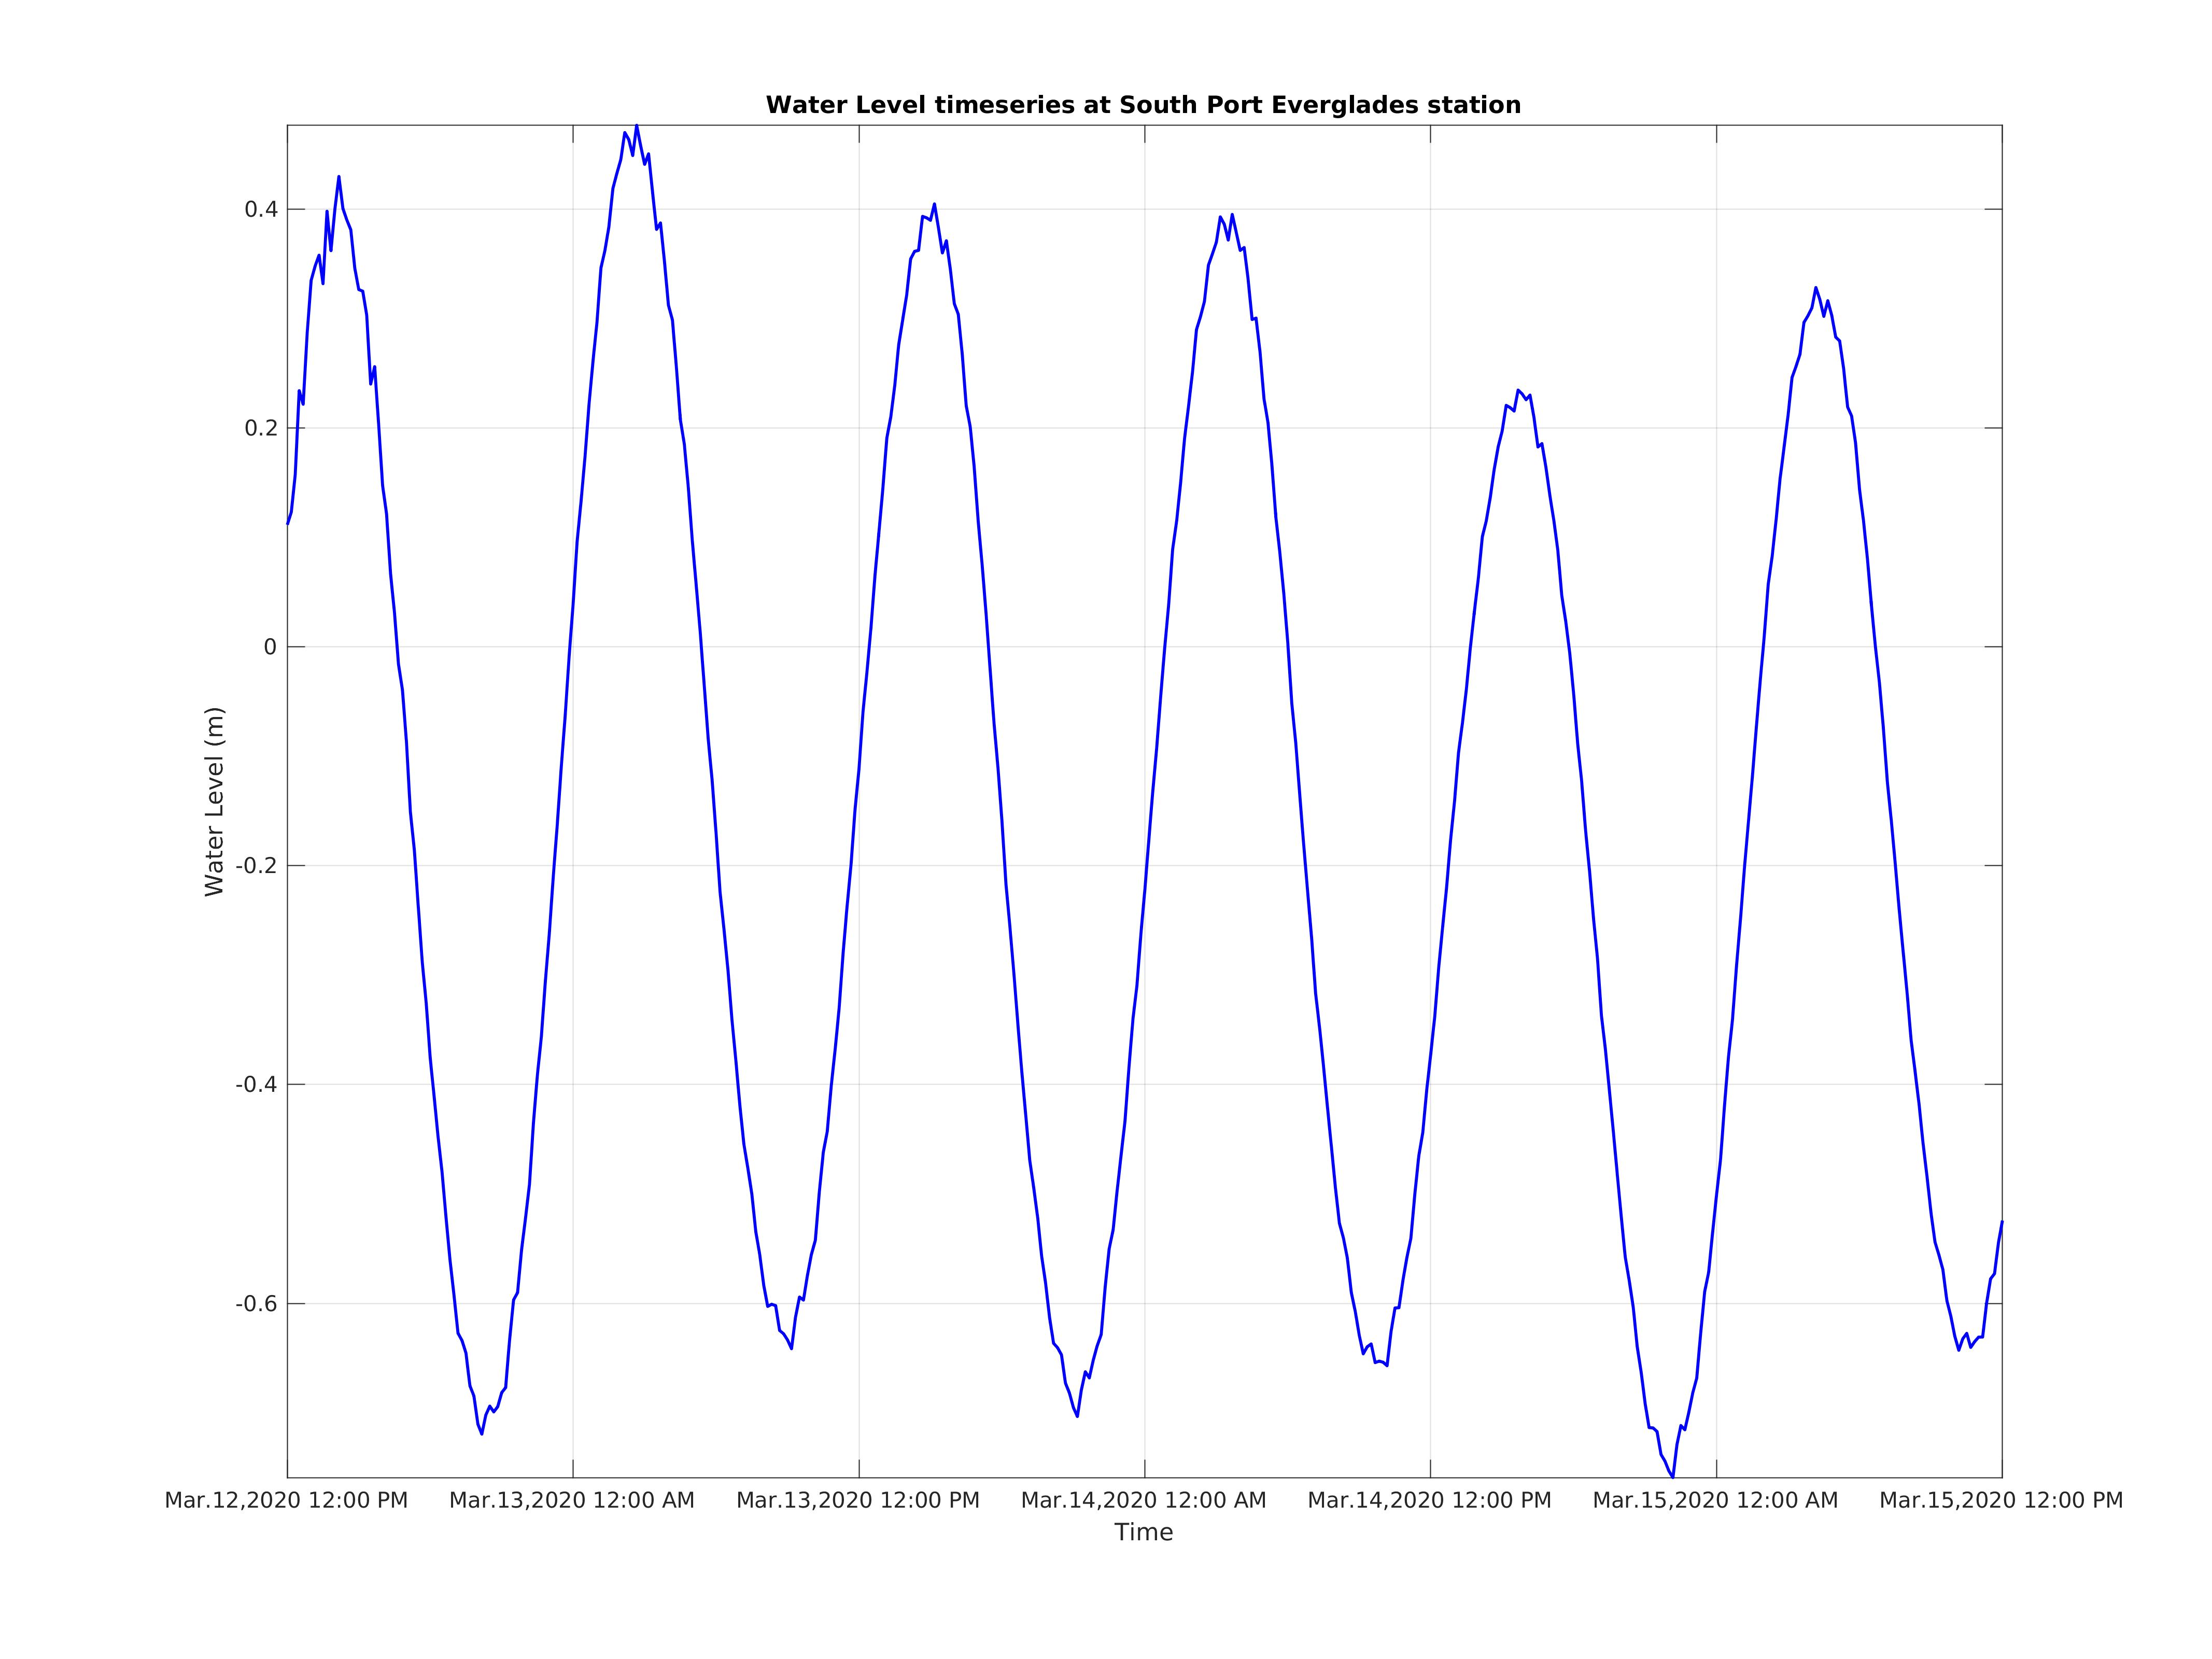 Water Level timeseries at South Port Everglades station
0.4
0.2
0
-0.2
-0.4
-0.6
Water Level (m)
Mar.12,2020 12:00 PM
Mar.13,2020 12:00 AM
Mar.13,2020 12:00 PM
Mar.14,2020 12:00 AM
Mar.14,2020 12:00 PM
Mar.15,2020 12:00 AM
Mar.15,2020 12:00 PM
Time